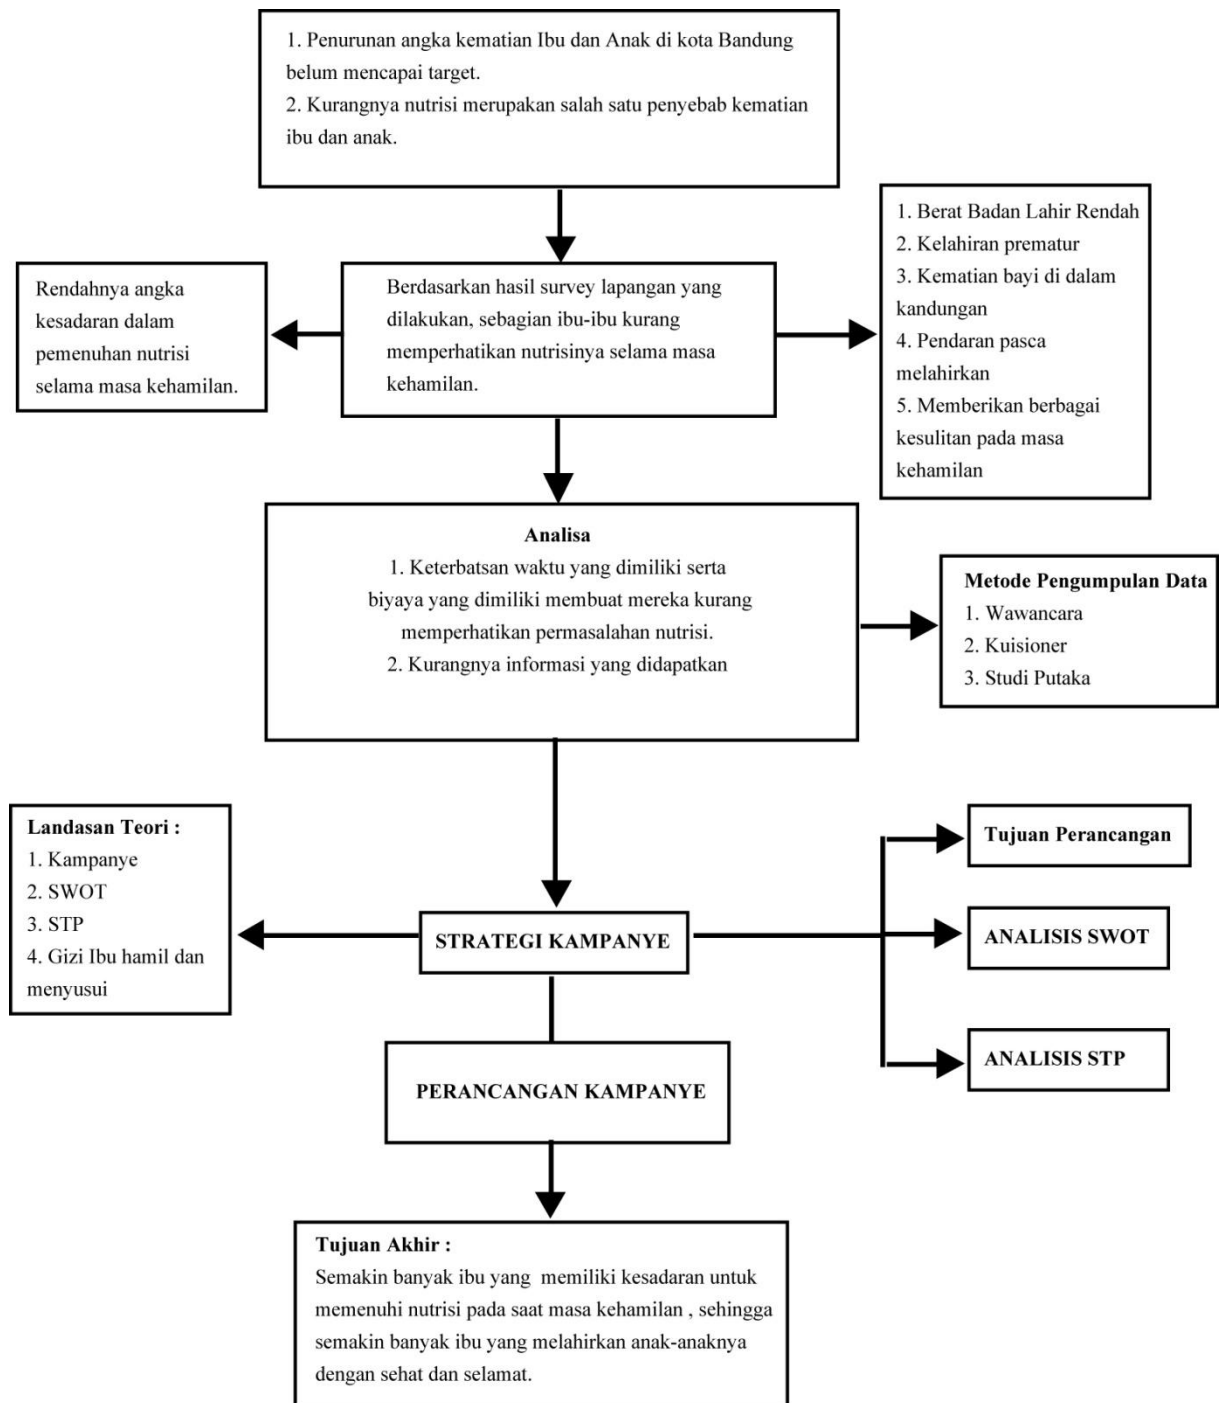 1. Penurunan angka kematian Ibu dan Anak di kota Bandung
belum mencapai target.
2. Kurangnya nutrisi merupakan salah satu penyebab kematian
ibu dan anak.
Rendahnya angka
kesadaran dalam
pemenuhan nutrisi
selama masa kehamilan.
Berdasarkan hasil survey lapangan yang
dilakukan, sebagian ibu-ibu kurang
memperhatikan nutrisinya selama masa
kehamilan.
1. Berat Badan Lahir Rendah
2. Kelahiran prematur
3. Kematian bayi di dalam
kandungan
4. Pendaran pasca
melahirkan
5. Memberikan berbagai
kesulitan pada masa
kehamilan
Analisa
1. Keterbatsan waktu yang dimiliki serta
biyaya yang dimiliki membuat mereka kurang
memperhatikan permasalahan nutrisi.
2. Kurangnya informasi yang didapatkan
Metode Pengumpulan Data
1. Wawancara
2. Kuisioner
3. Studi Putaka
Landasan Teori :
1. Kampanye
2. SWOT
3. STP
4. Gizi Ibu hamil dan
menyusui
STRATEGI KAMPANYE
Tujuan Perancangan
ANALISIS SWOT
ANALISIS STP
PERANCANGAN KAMPANYE
Tujuan Akhir :
Semakin banyak ibu yang memiliki kesadaran untuk
memenuhi nutrisi pada saat masa kehamilan , sehingga
semakin banyak ibu yang melahirkan anak-anaknya
dengan sehat dan selamat.